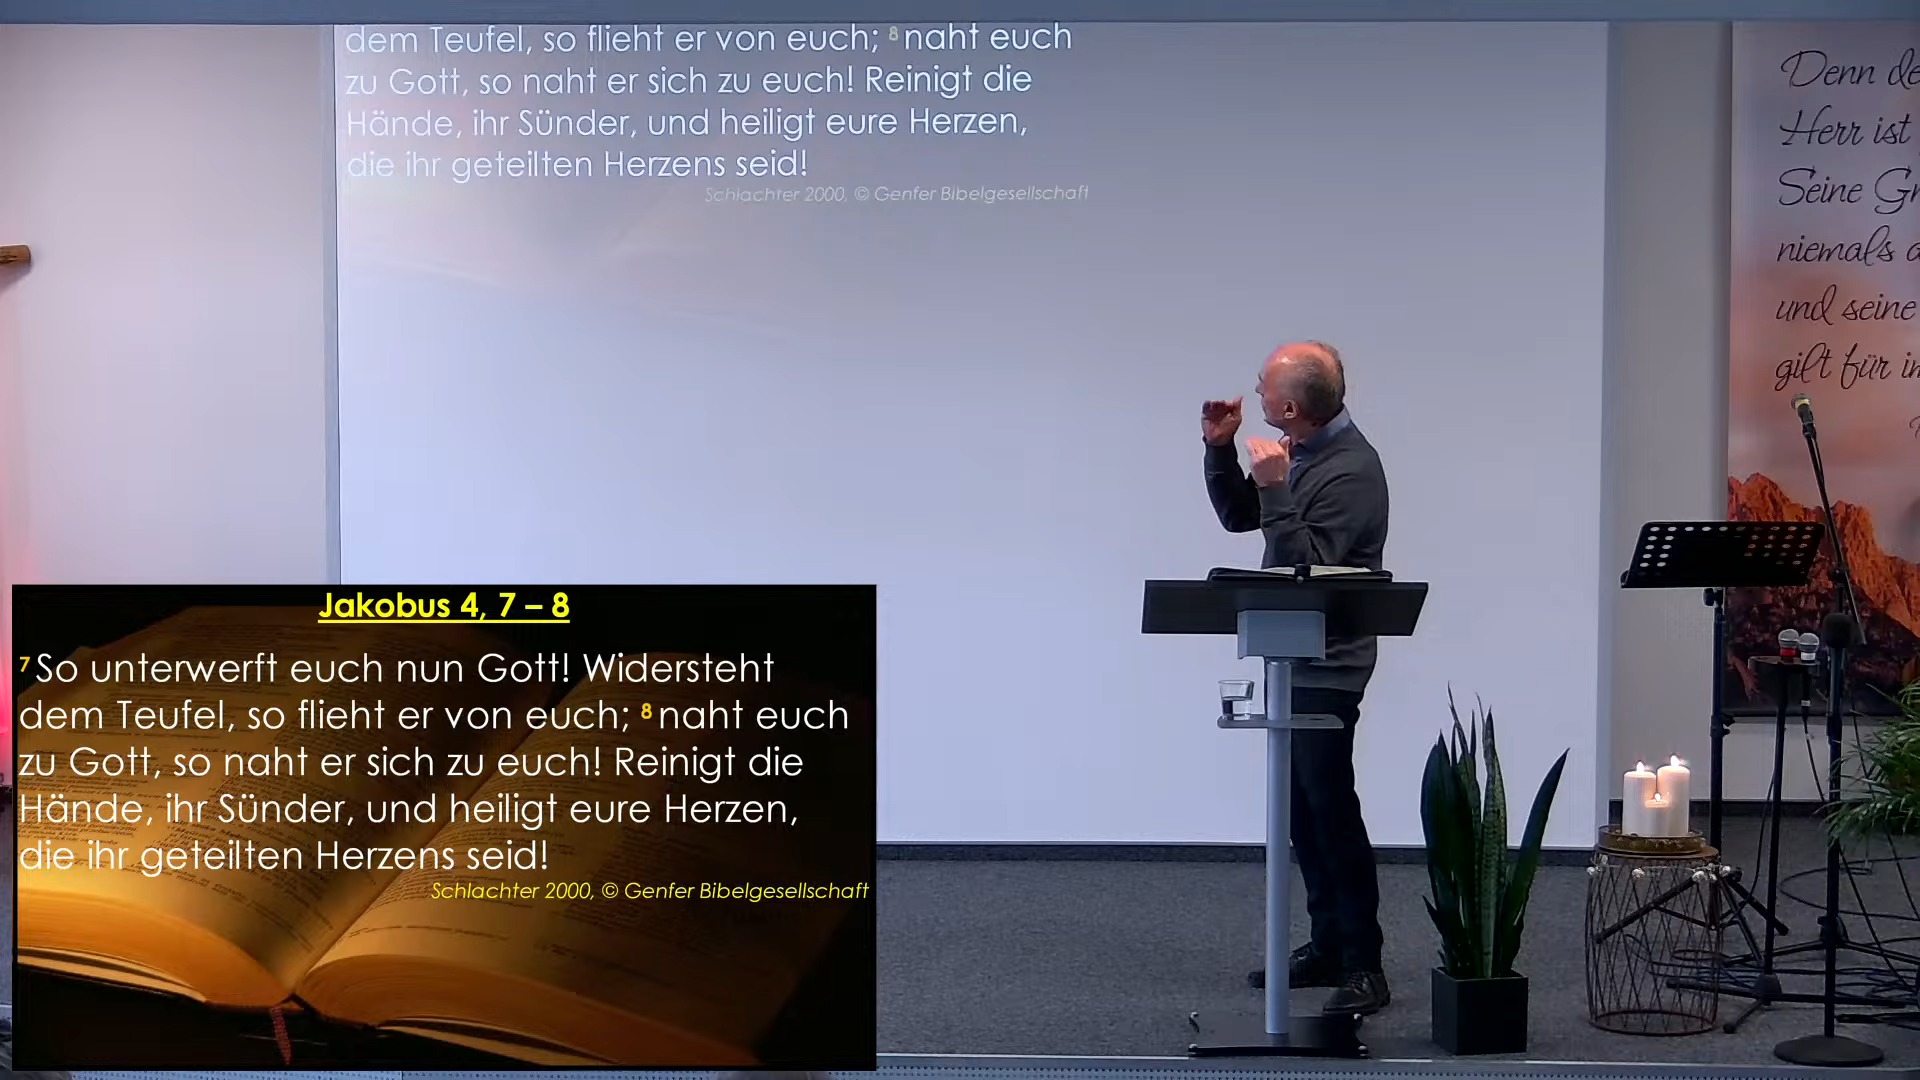 dem Teufel, so flieht er von euch; 8 naht euch
zu Gott, so naht er sich zu euch! Reinigt die
Hände, ihr Sünder, und heiligt eure Herzen,
die ihr geteilten Herzens seid!
Schlachter 2000, © Genfer Bibelgesellschaft
Denn
Herr ist
Seine
niemals
und seine
gilt für
Jakobus 4, 7 – 8
7 So unterwerft euch nun Gott! Widersteht
dem Teufel, so flieht er von euch; 8 naht euch
zu Gott, so naht er sich zu euch! Reinigt die
Hände, ihr Sünder, und heiligt eure Herzen,
die ihr geteilten Herzens seid!
Schlachter 2000, © Genfer Bibelgesellschaft